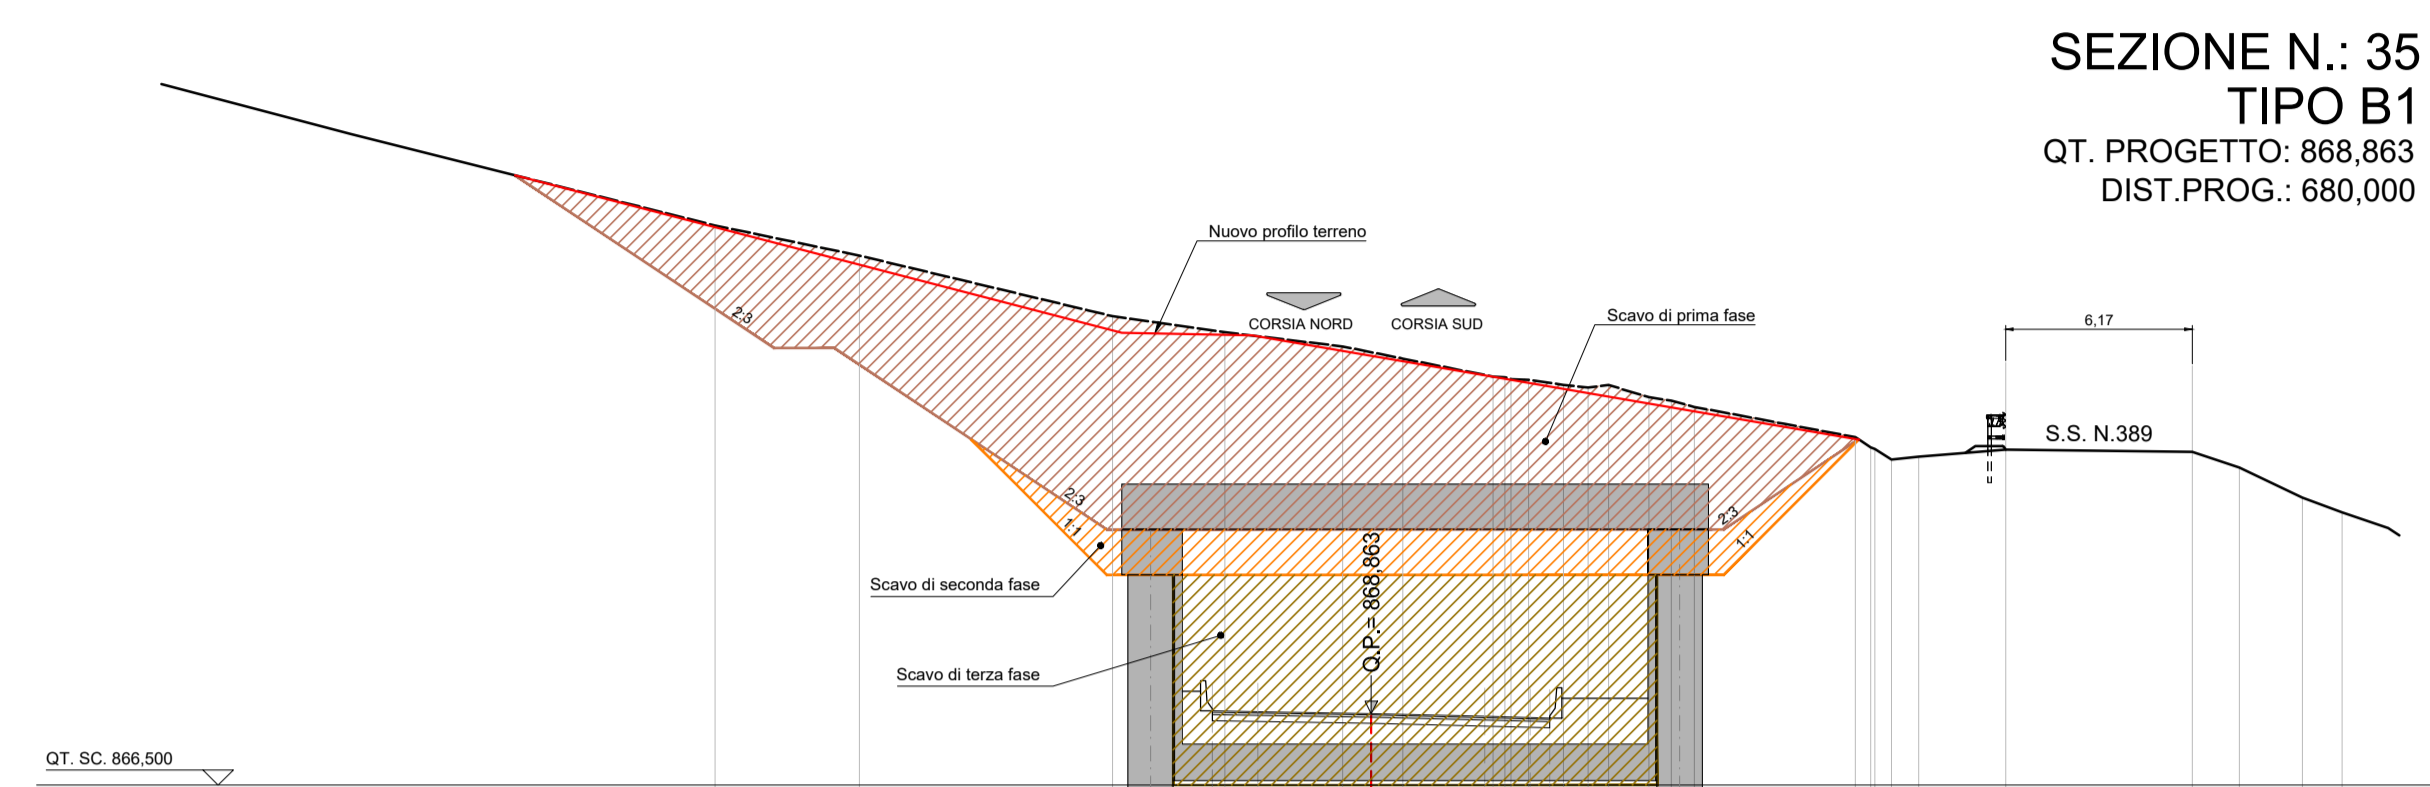 SEZIONE N.: 35
TIPO B1
QT. PROGETTO: 868,863
DIST.PROG.: 680,000
Nuovo profilo terreno
CORSIA NORD
CORSIA SUD
Scavo di prima fase
6,17
S.S. N.389
2:3
2:3
1:1
2:3
1:1
Q.P.= 868,863
Scavo di seconda fase
Scavo di terza fase
QT. SC. 866,500